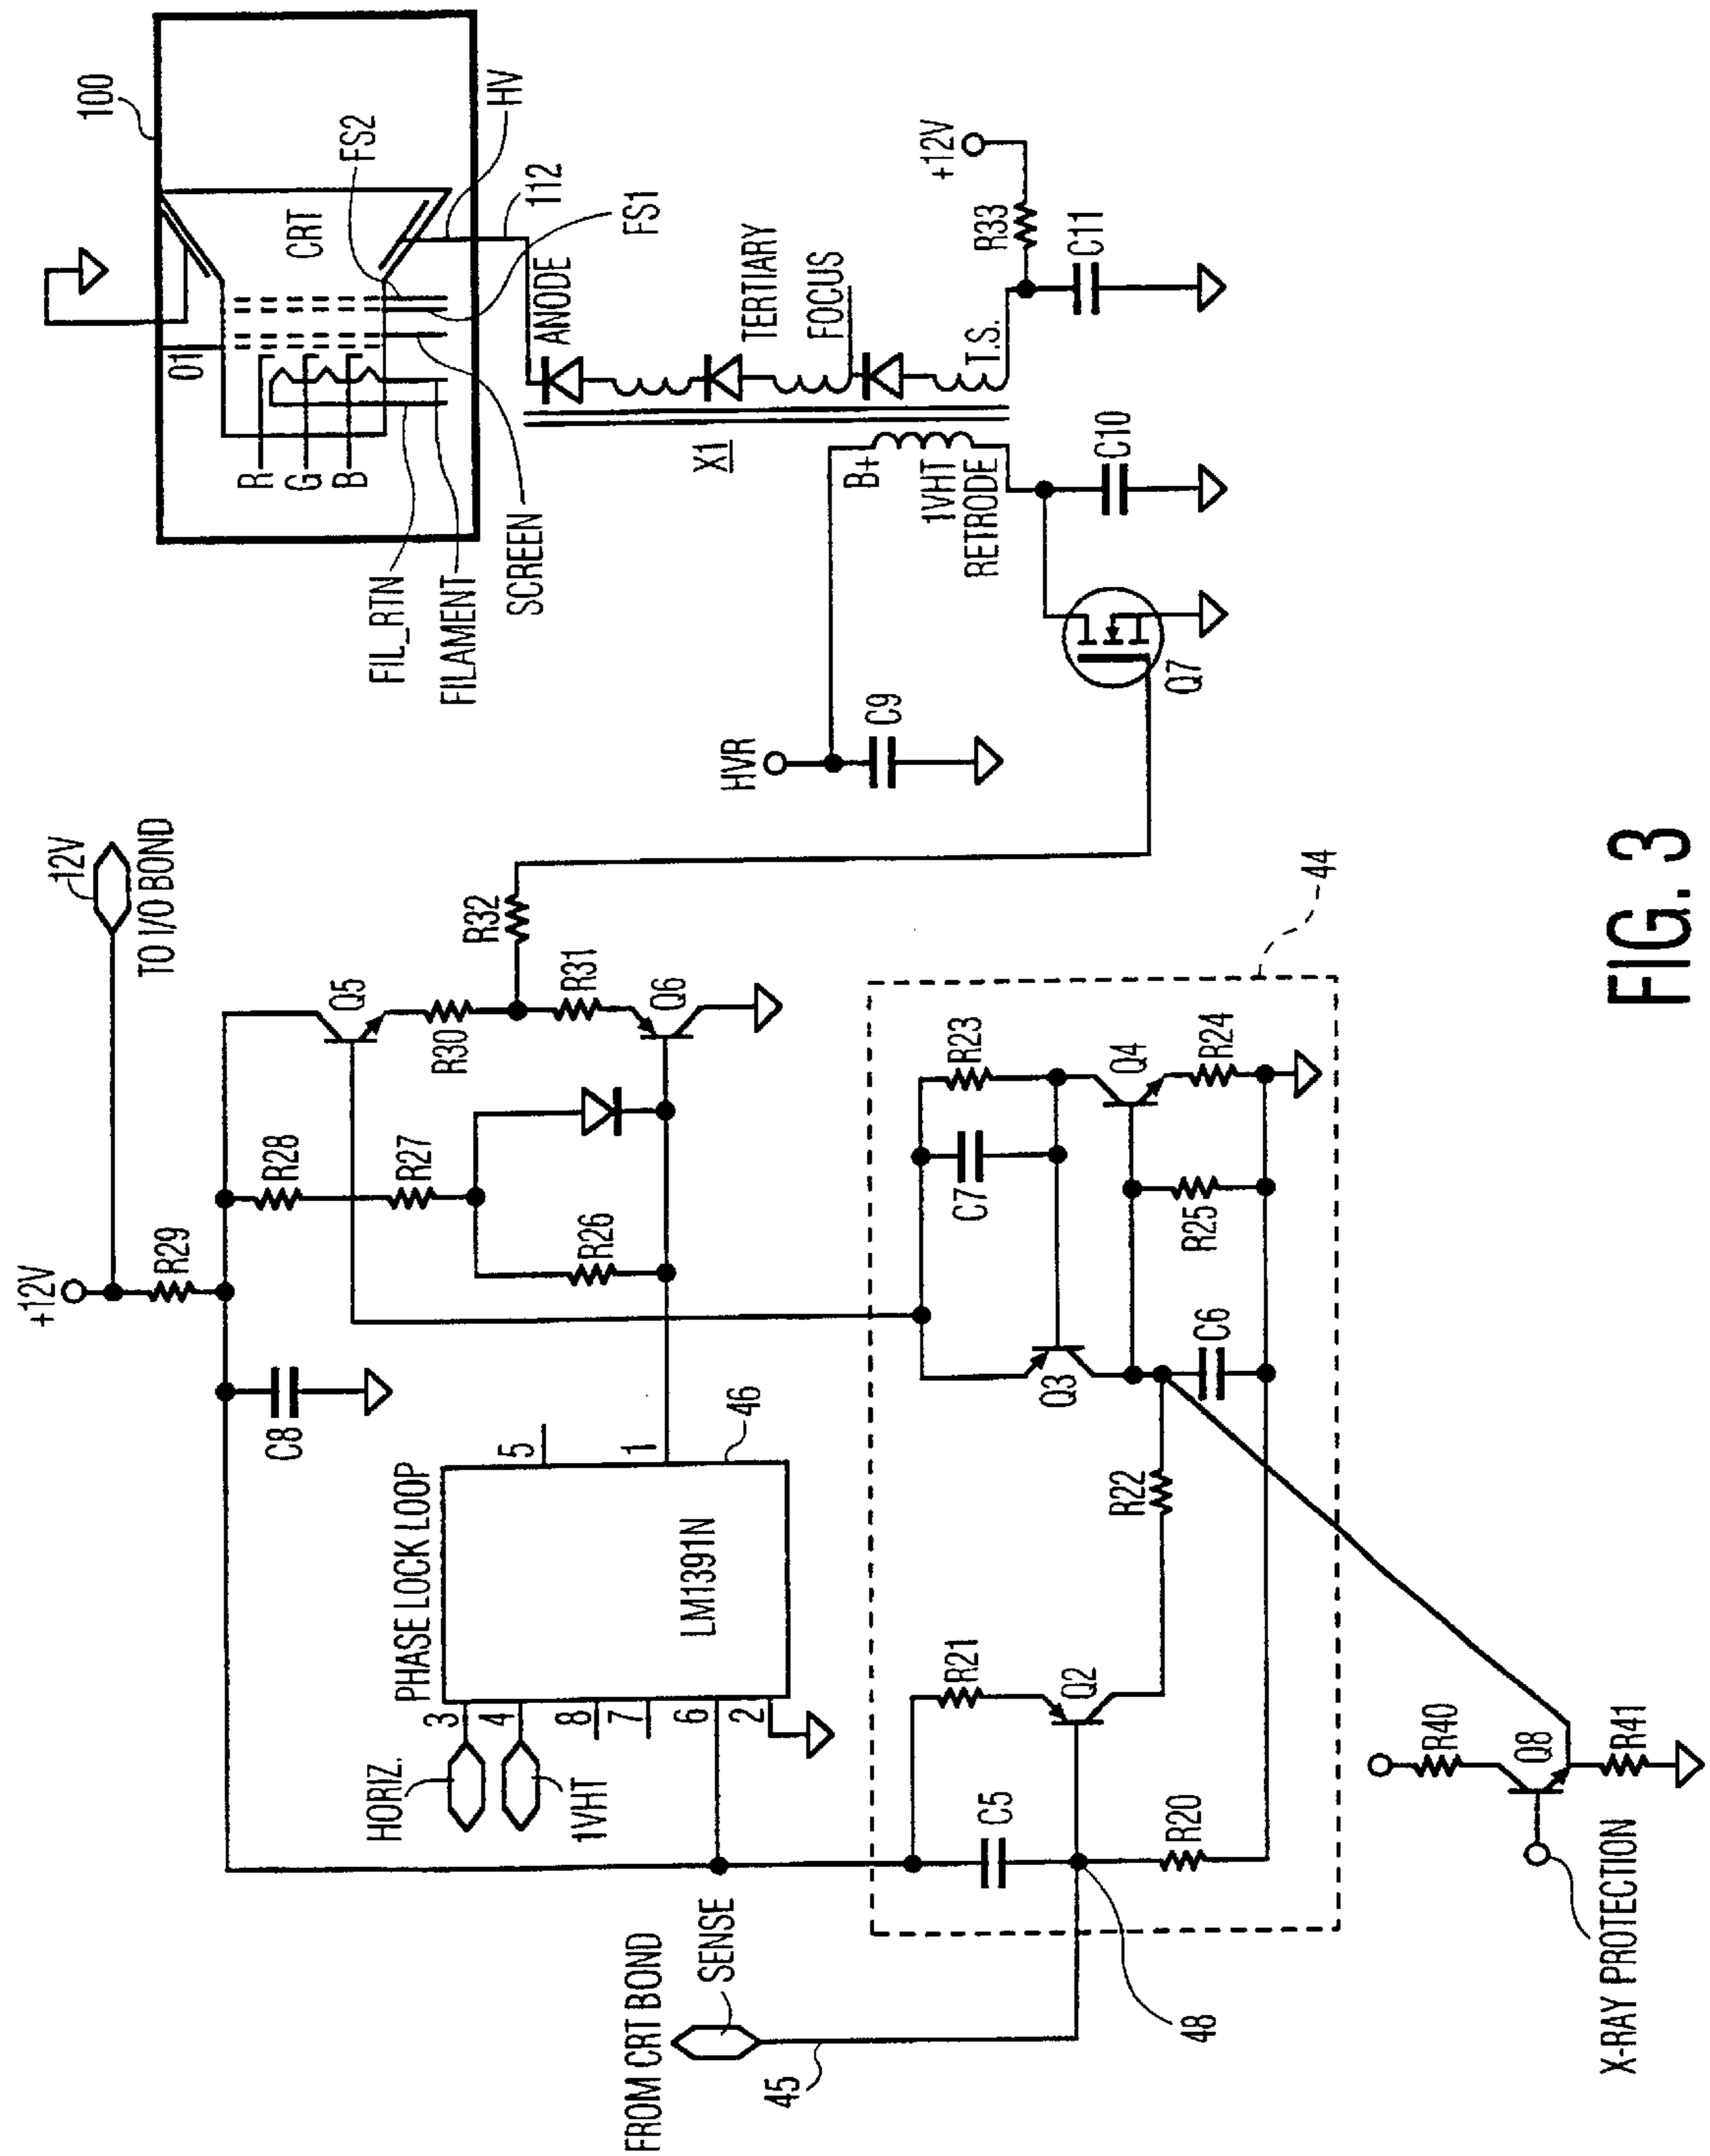 +12V
12V
TO I/O BOND
R29
C8
R28
R27
R26
Q5
R30
R31
Q6
R32
PHASE LOCK LOOP
LM1391N
46
HORIZ.
1VHT
3
4
8
7
6
2
5
1
FROM CRT BOND
SENSE
45
48
C5
R20
R21
Q2
R22
Q3
C6
C7
R23
R25
Q4
R24
44
X-RAY PROTECTION
R40
Q8
R41
HVR
C9
Q7
C10
B+
1VHT
RETRODE
X1
ANODE
TERTIARY
FOCUS
T.S.
+12V
R33
C11
100
CRT
01
R
G
B
FIL_RTN
FILAMENT
SCREEN
FS2
HV
112
FS1
FIG. 3